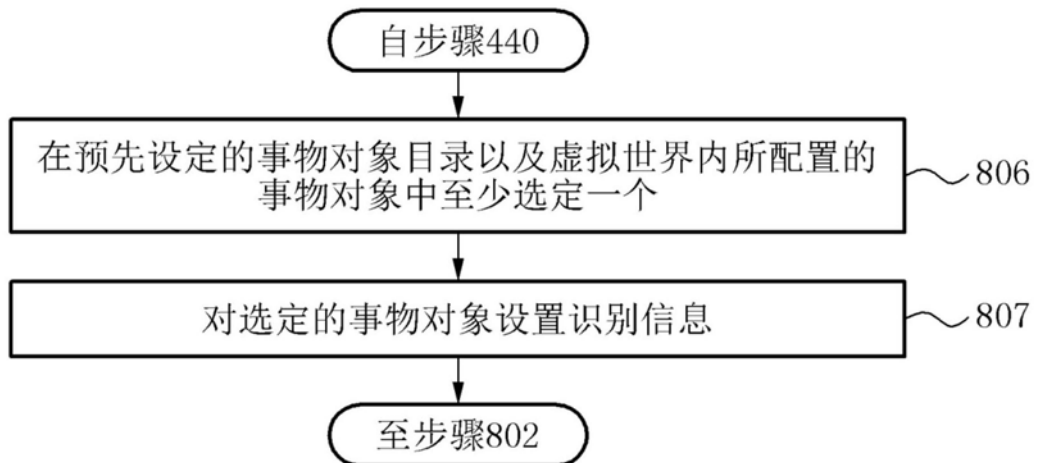 自步骤440
在预先设定的事物对象目录以及虚拟世界内所配置的
事物对象中至少选定一个
806
对选定的事物对象设置识别信息
807
至步骤802